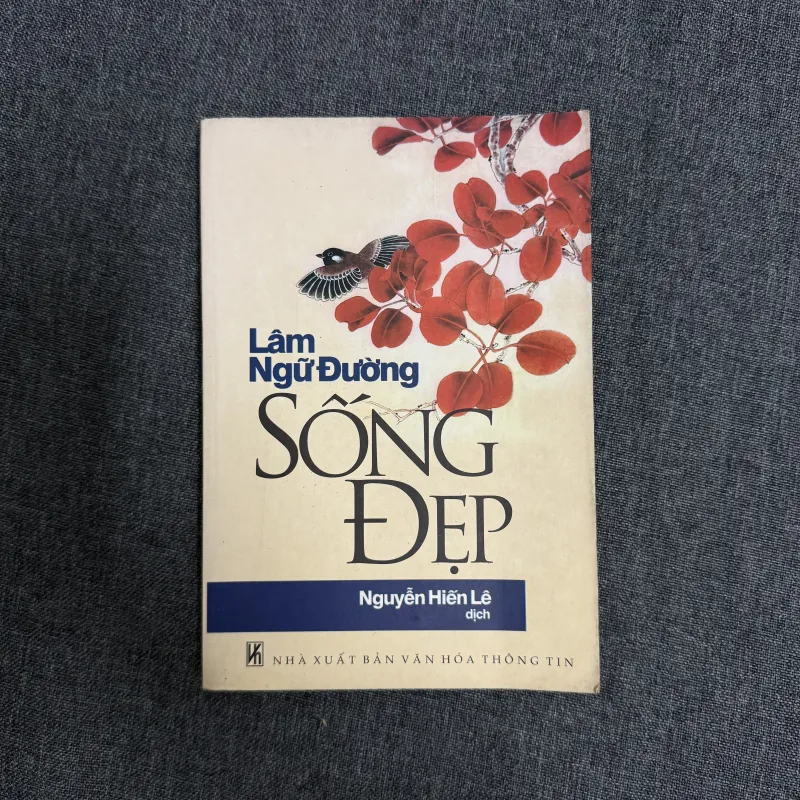 Lâm
Ngữ Đường
SỐNG
ĐẸP
Nguyễn Hiến Lê
dịch
NHÀ XUẤT BẢN VĂN HÓA THÔNG TIN